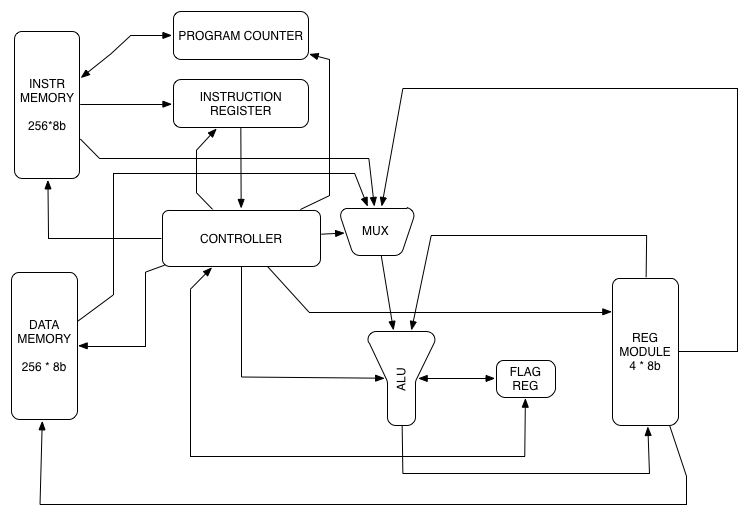 PROGRAM COUNTER
INSTR
MEMORY
256*8b
INSTRUCTION
REGISTER
CONTROLLER
MUX
DATA
MEMORY
256 * 8b
ALU
FLAG
REG
REG
MODULE
4 * 8b